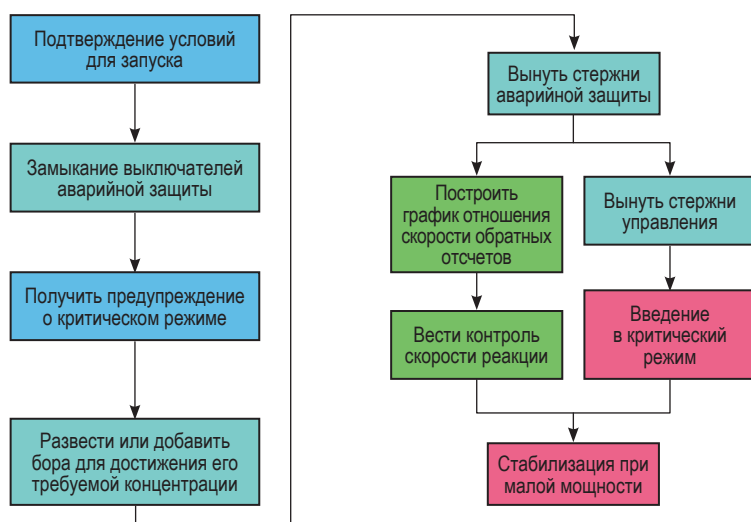 Подтверждение условий
для запуска
Замыкание выключателей
аварийной защиты
Получить предупреждение
о критическом режиме
Развести или добавить
бора для достижения его
требуемой концентрации
Вынуть стержни
аварийной защиты
Построить
график отношения
скорости обратных
отсчетов
Вести контроль
скорости реакции
Вынуть стержни
управления
Введение
в критический
режим
Стабилизация при
малой мощности